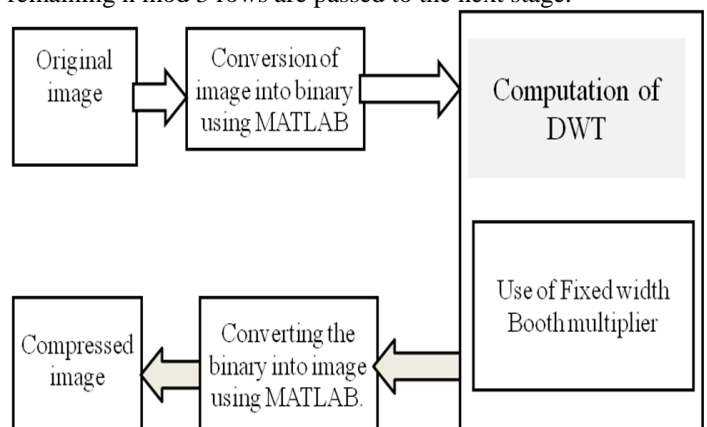 remaining n mod 3 rows are passed to the next stage.
Original
image
Conversion of
image into binary
using MATLAB
Computation of
DWT
Use of Fixed width
Booth multiplier
Converting the
binary into image
using MATLAB.
Compressed
image